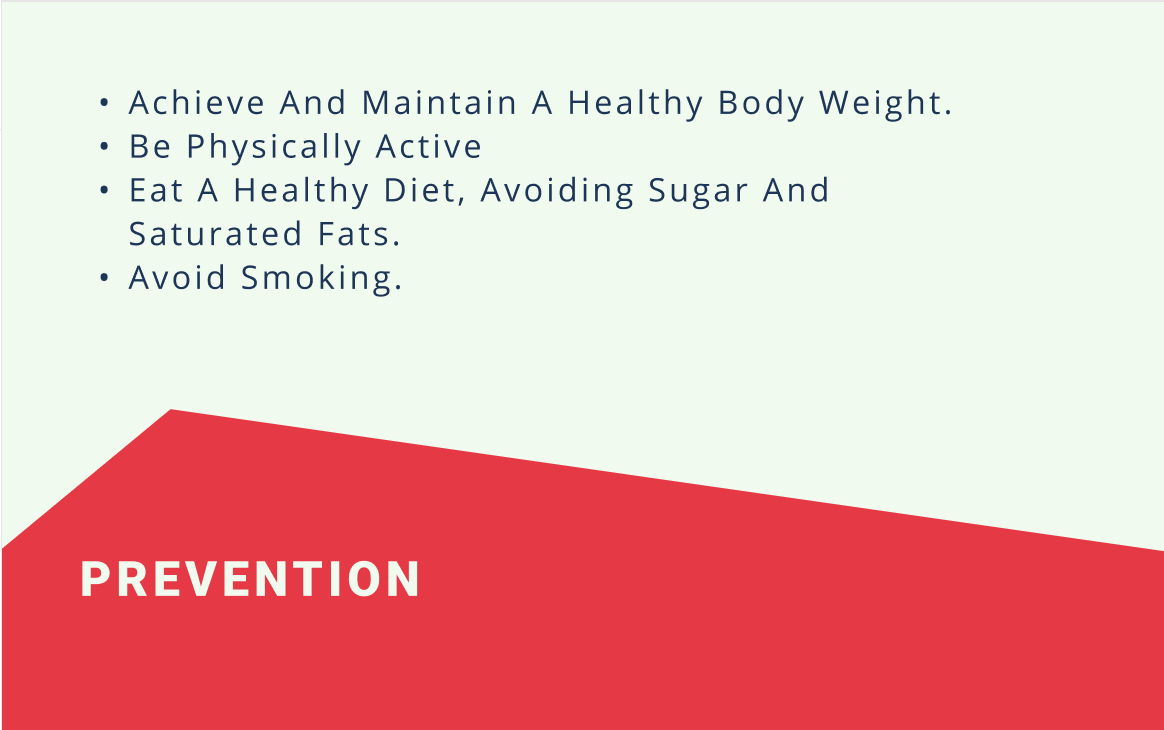 • Achieve And Maintain A Healthy Body Weight.
• Be Physically Active
• Eat A Healthy Diet, Avoiding Sugar And
Saturated Fats.
• Avoid Smoking.
PREVENTION